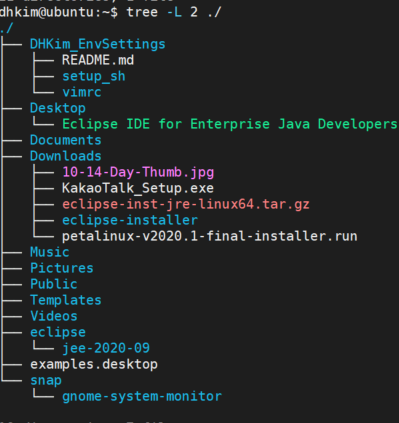 dhkim@ubuntu:~$ tree -L 2 ./
./
├── DHKim_EnvSettings
│   ├── README.md
│   ├── setup_sh
│   └── vimrc
├── Desktop
│   └── Eclipse IDE for Enterprise Java Developers
├── Documents
├── Downloads
│   ├── 10-14-Day-Thumb.jpg
│   ├── KakaoTalk_Setup.exe
│   ├── eclipse-inst-jre-linux64.tar.gz
│   ├── eclipse-installer
│   └── petalinux-v2020.1-final-installer.run
├── Music
├── Pictures
├── Public
├── Templates
├── Videos
├── eclipse
│   └── jee-2020-09
├── examples.desktop
└── snap
    └── gnome-system-monitor